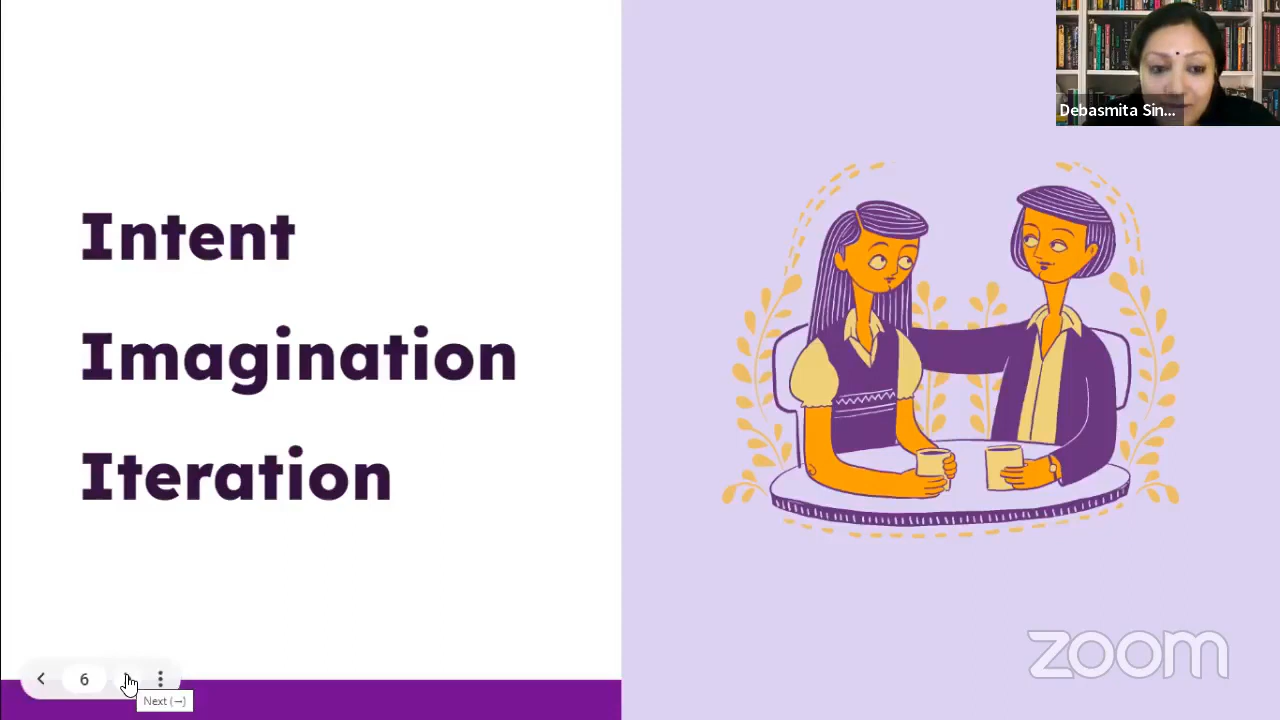 Debasmita Sin...
Intent
Imagination
Iteration
zoom
6
Next (→)